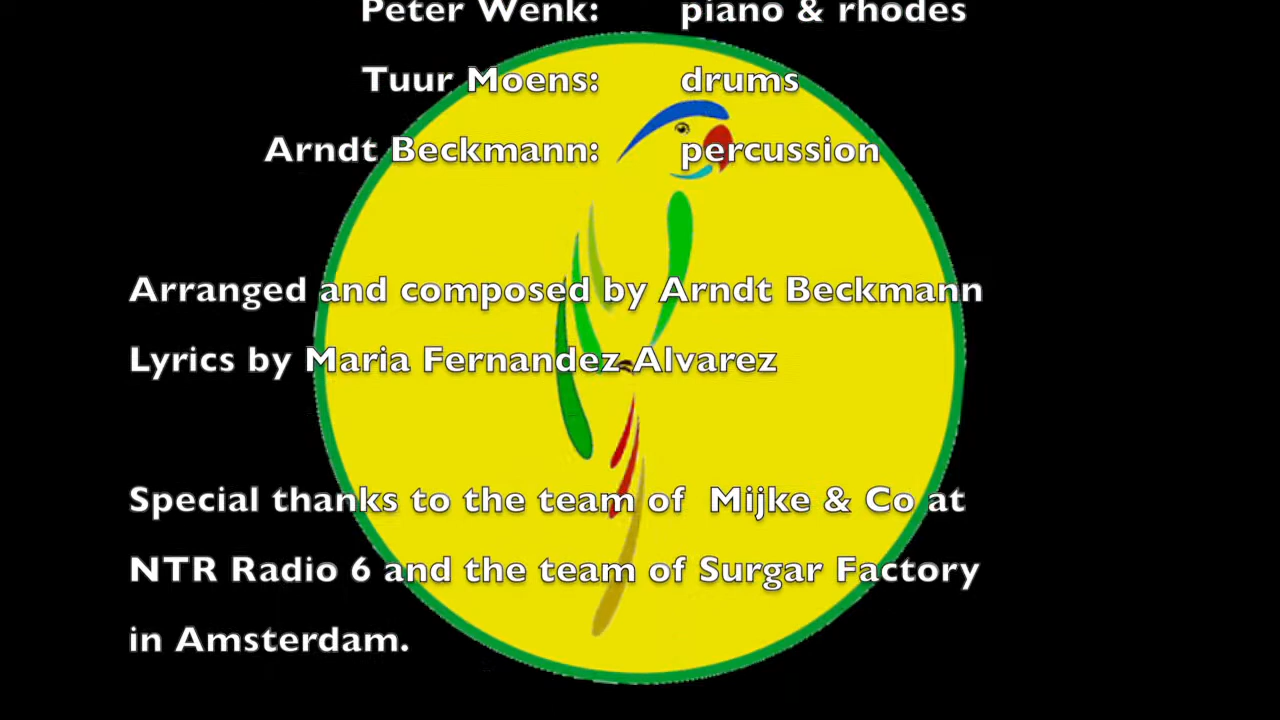 Peter Wenk: piano & rhodes
Tuur Moens: drums
Arndt Beckmann: percussion
Arranged and composed by Arndt Beckmann
Lyrics by Maria Fernandez Alvarez
Special thanks to the team of Mijke & Co at
NTR Radio 6 and the team of Surgar Factory
in Amsterdam.